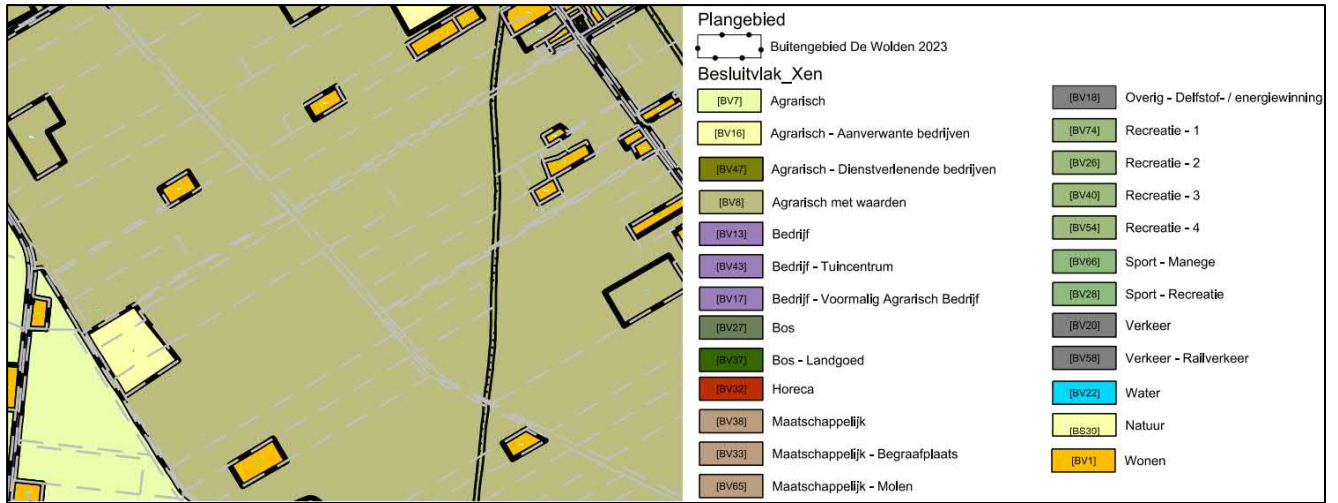 Plangebied
Buitengebied De Wolden 2023
Besluitvlak_Xen
[BV7] Agrarisch
[BV16] Agrarisch - Aanverwante bedrijven
[BV47] Agrarisch - Dienstverlenende bedrijven
[BV8] Agrarisch met waarden
[BV13] Bedrijf
[BV43] Bedrijf - Tuincentrum
[BV17] Bedrijf - Voormalig Agrarisch Bedrijf
[BV27] Bos
[BV37] Bos - Landgoed
[BV32] Horeca
[BV38] Maatschappelijk
[BV33] Maatschappelijk - Begraafplaats
[BV65] Maatschappelijk - Molen
[BV18] Overig - Delfstof- / energiewinning
[BV74] Recreatie - 1
[BV26] Recreatie - 2
[BV40] Recreatie - 3
[BV54] Recreatie - 4
[BV66] Sport - Manege
[BV28] Sport - Recreatie
[BV20] Verkeer
[BV58] Verkeer - Railverkeer
[BV22] Water
[BS39] Natuur
[BV1] Wonen